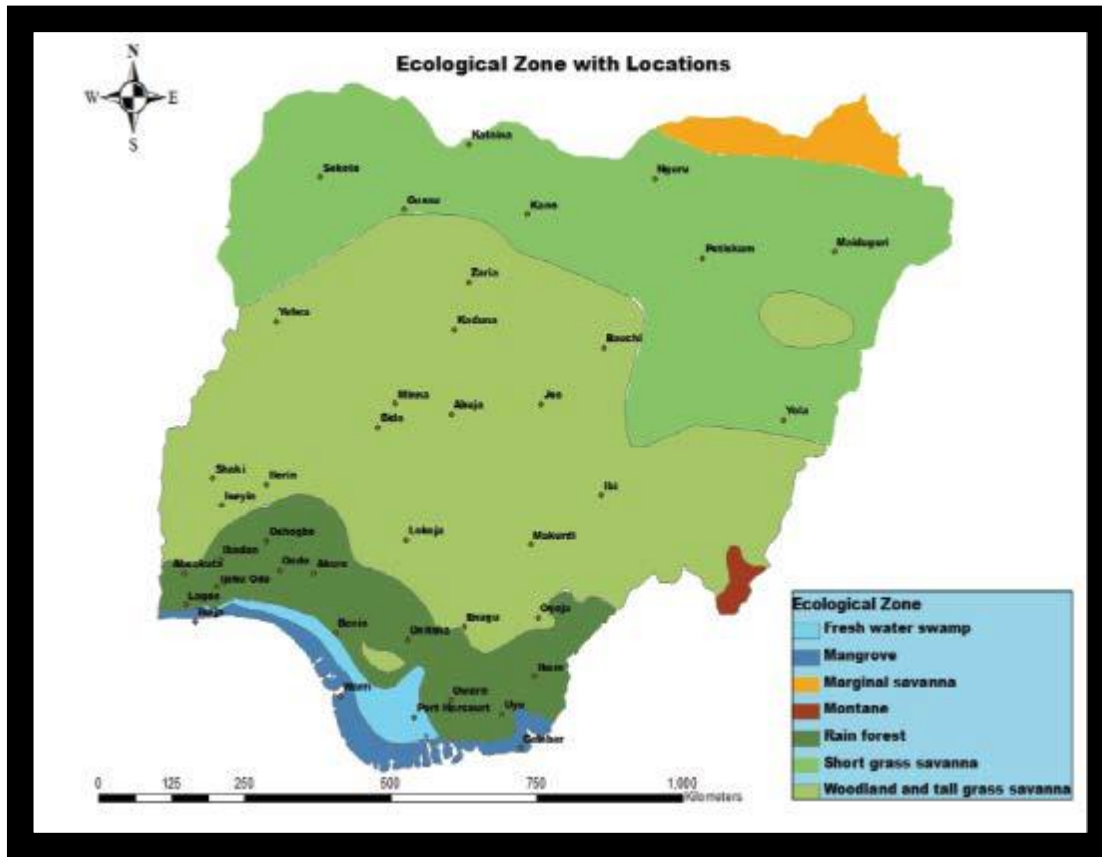 Ecological Zone with Locations
N
W
E
S
Katsina
Sokoto
Nguru
Gusau
Kano
Potiskum
Maiduguri
Zaria
Yelwa
Kaduna
Bauchi
Minna
Abuja
Jos
Bida
Yola
Shaki
Ilorin
Iseyin
Ibi
Lokoja
Makurdi
Oshogbo
Ibadan
Abeokuta
Ondo
Akure
Ijebu Ode
Lagos
Ikeja
Benin
Onitsha
Enugu
Ogoja
Ikom
Warri
Owerri
Uyo
Port Harcourt
Calabar
Ecological Zone
Fresh water swamp
Mangrove
Marginal savanna
Montane
Rain forest
Short grass savanna
Woodland and tall grass savanna
0 125 250 500 750 1,000
Kilometers